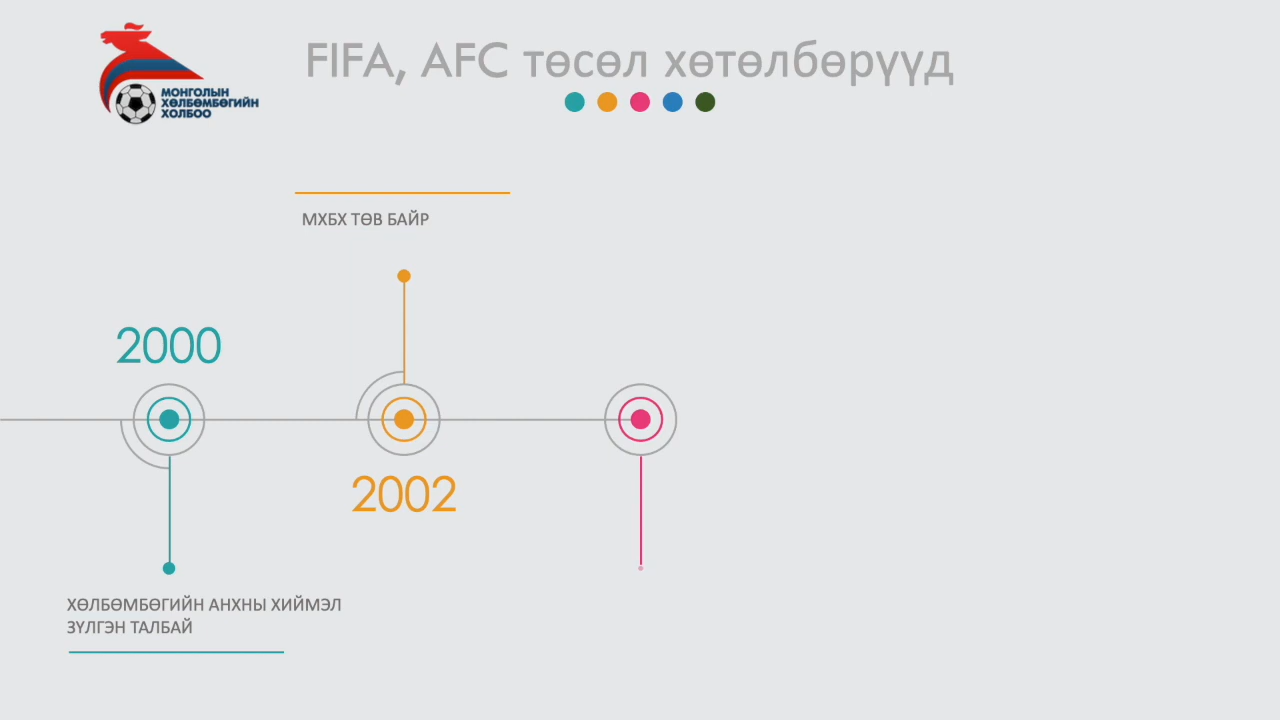 МОНГОЛЫН
ХӨЛБӨМБӨГИЙН
ХОЛБОО
FIFA, AFC төсөл хөтөлбөрүүд
МХБХ ТӨВ БАЙР
2000
2002
ХӨЛБӨМБӨГИЙН АНХНЫ ХИЙМЭЛ
ЗҮЛГЭН ТАЛБАЙ